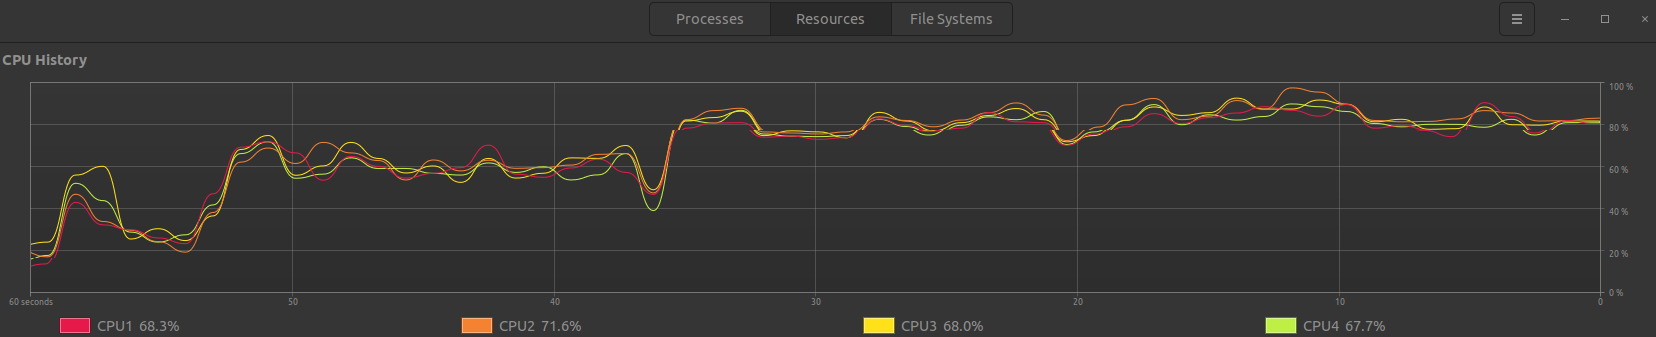 Processes Resources File Systems
CPU History
100 %
80 %
60 %
40 %
20 %
0 %
60 seconds 50 40 30 20 10 0
CPU1 68.3% CPU2 71.6% CPU3 68.0% CPU4 67.7%